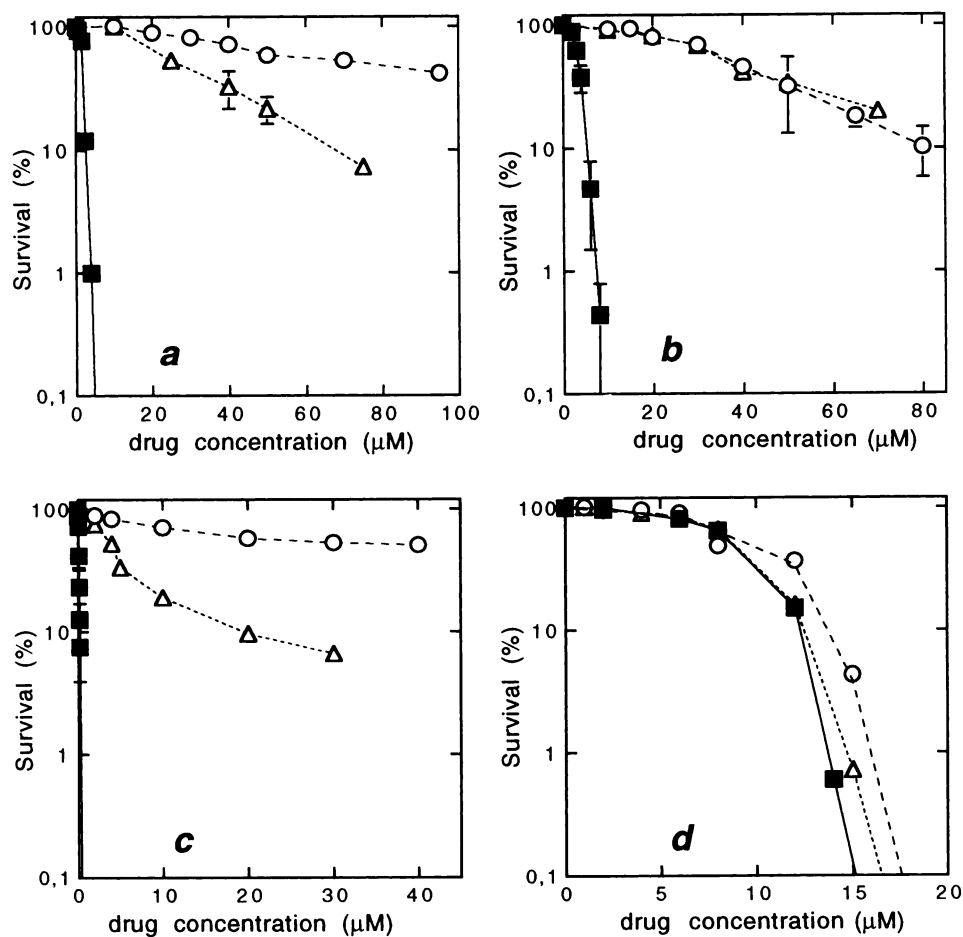 100
10
1
0,1
Survival (%)
a
0 20 40 60 80 100
drug concentration (μM)
100
10
1
0,1
Survival (%)
b
0 20 40 60 80
drug concentration (μM)
100
10
1
0,1
Survival (%)
c
0 10 20 30 40
drug concentration (μM)
100
10
1
0,1
Survival (%)
d
0 5 10 15 20
drug concentration (μM)